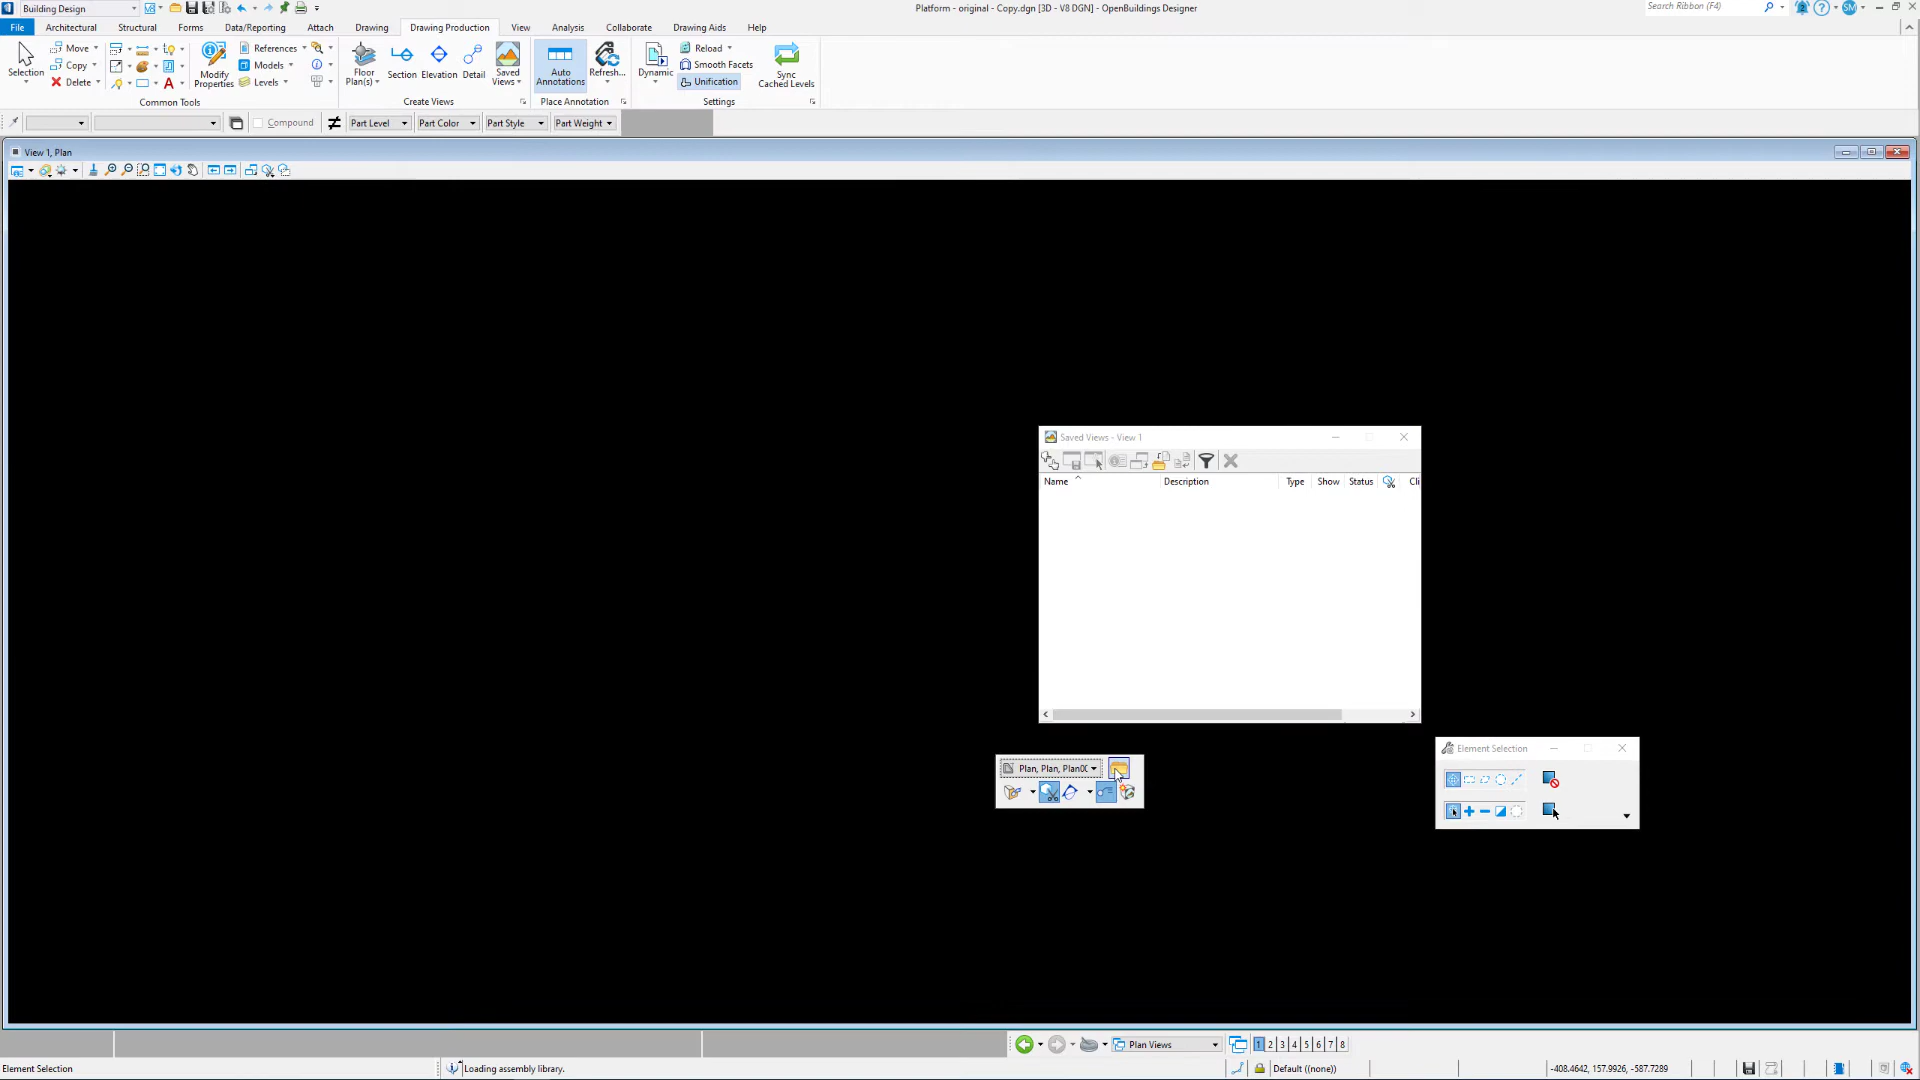 Building Design
Platform - original - Copy.dgn [3D - V8 DGN] - OpenBuildings Designer
Search Ribbon (F4)
SM
File
Architectural
Structural
Forms
Data/Reporting
Attach
Drawing
Drawing Production
View
Analysis
Collaborate
Drawing Aids
Help
Selection
Move
Copy
Delete
Modify
Properties
References
Models
Levels
Common Tools
Floor
Plan(s)
Section
Elevation
Detail
Saved
Views
Create Views
Auto
Annotations
Refresh...
Place Annotation
Dynamic
Reload
Smooth Facets
Unification
Settings
Sync
Cached Levels
Compound
Part Level
Part Color
Part Style
Part Weight
View 1, Plan
Saved Views - View 1
Name
Description
Type
Show
Status
Cli
Plan, Plan, Plan00
Element Selection
Plan Views
1 2 3 4 5 6 7 8
Element Selection
Loading assembly library.
Default ((none))
-408.4642, 157.9926, -587.7289